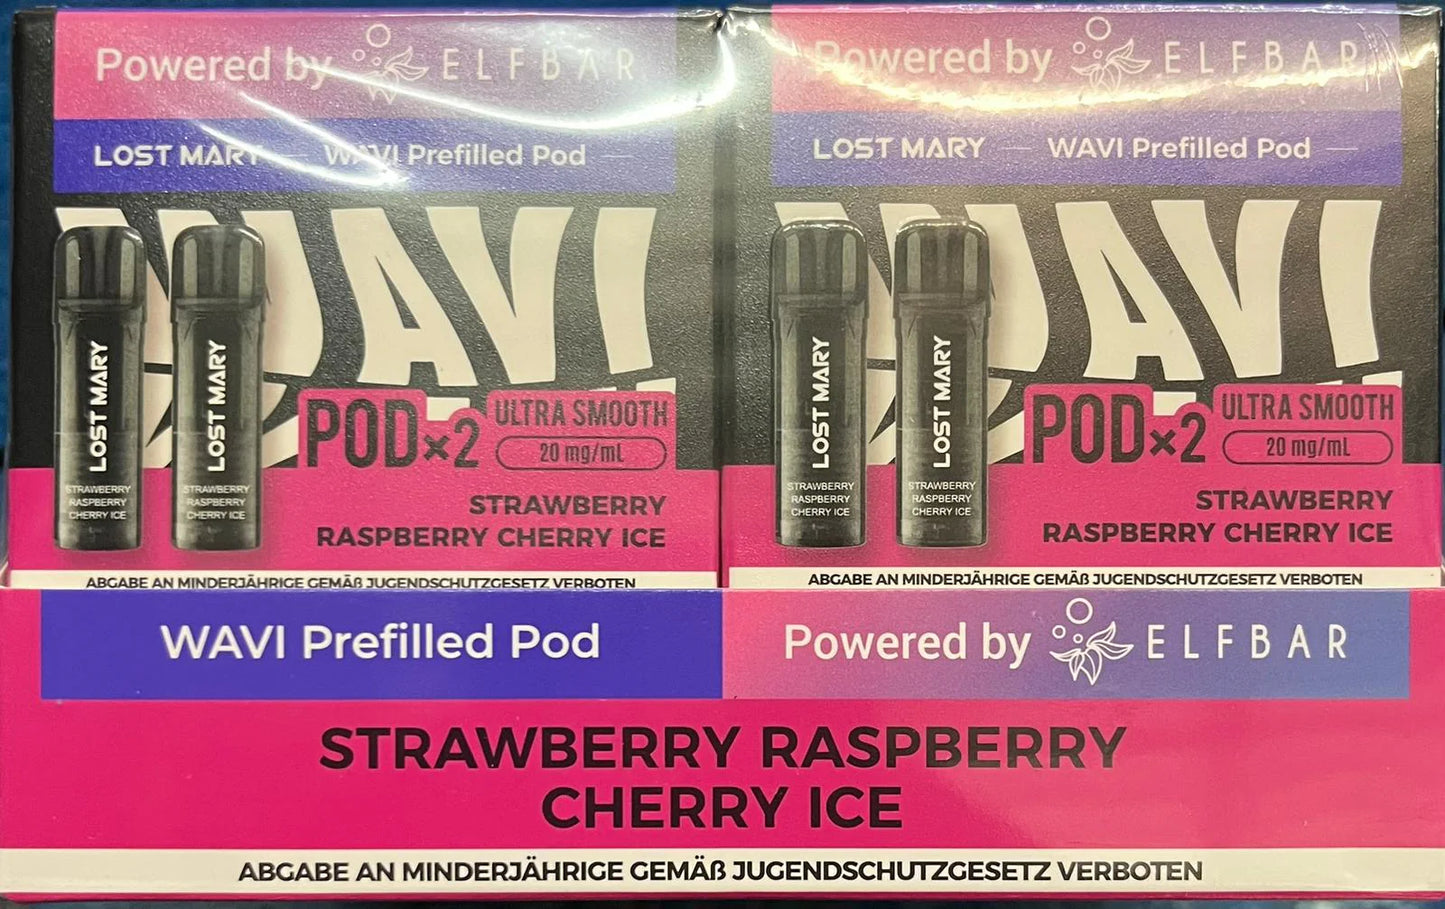 Powered by ELFBAR
LOST MARY — WAVI Prefilled Pod —
WAVI
LOST MARY
STRAWBERRY
RASPBERRY
CHERRY ICE
LOST MARY
STRAWBERRY
RASPBERRY
CHERRY ICE
POD×2
ULTRA SMOOTH
20 mg/mL
STRAWBERRY
RASPBERRY CHERRY ICE
ABGABE AN MINDERJÄHRIGE GEMÄß JUGENDSCHUTZGESETZ VERBOTEN
Powered by ELFBAR
LOST MARY — WAVI Prefilled Pod —
WAVI
LOST MARY
STRAWBERRY
RASPBERRY
CHERRY ICE
LOST MARY
STRAWBERRY
RASPBERRY
CHERRY ICE
POD×2
ULTRA SMOOTH
20 mg/mL
STRAWBERRY
RASPBERRY CHERRY ICE
ABGABE AN MINDERJÄHRIGE GEMÄß JUGENDSCHUTZGESETZ VERBOTEN
WAVI Prefilled Pod
Powered by ELFBAR
STRAWBERRY RASPBERRY
CHERRY ICE
ABGABE AN MINDERJÄHRIGE GEMÄß JUGENDSCHUTZGESETZ VERBOTEN